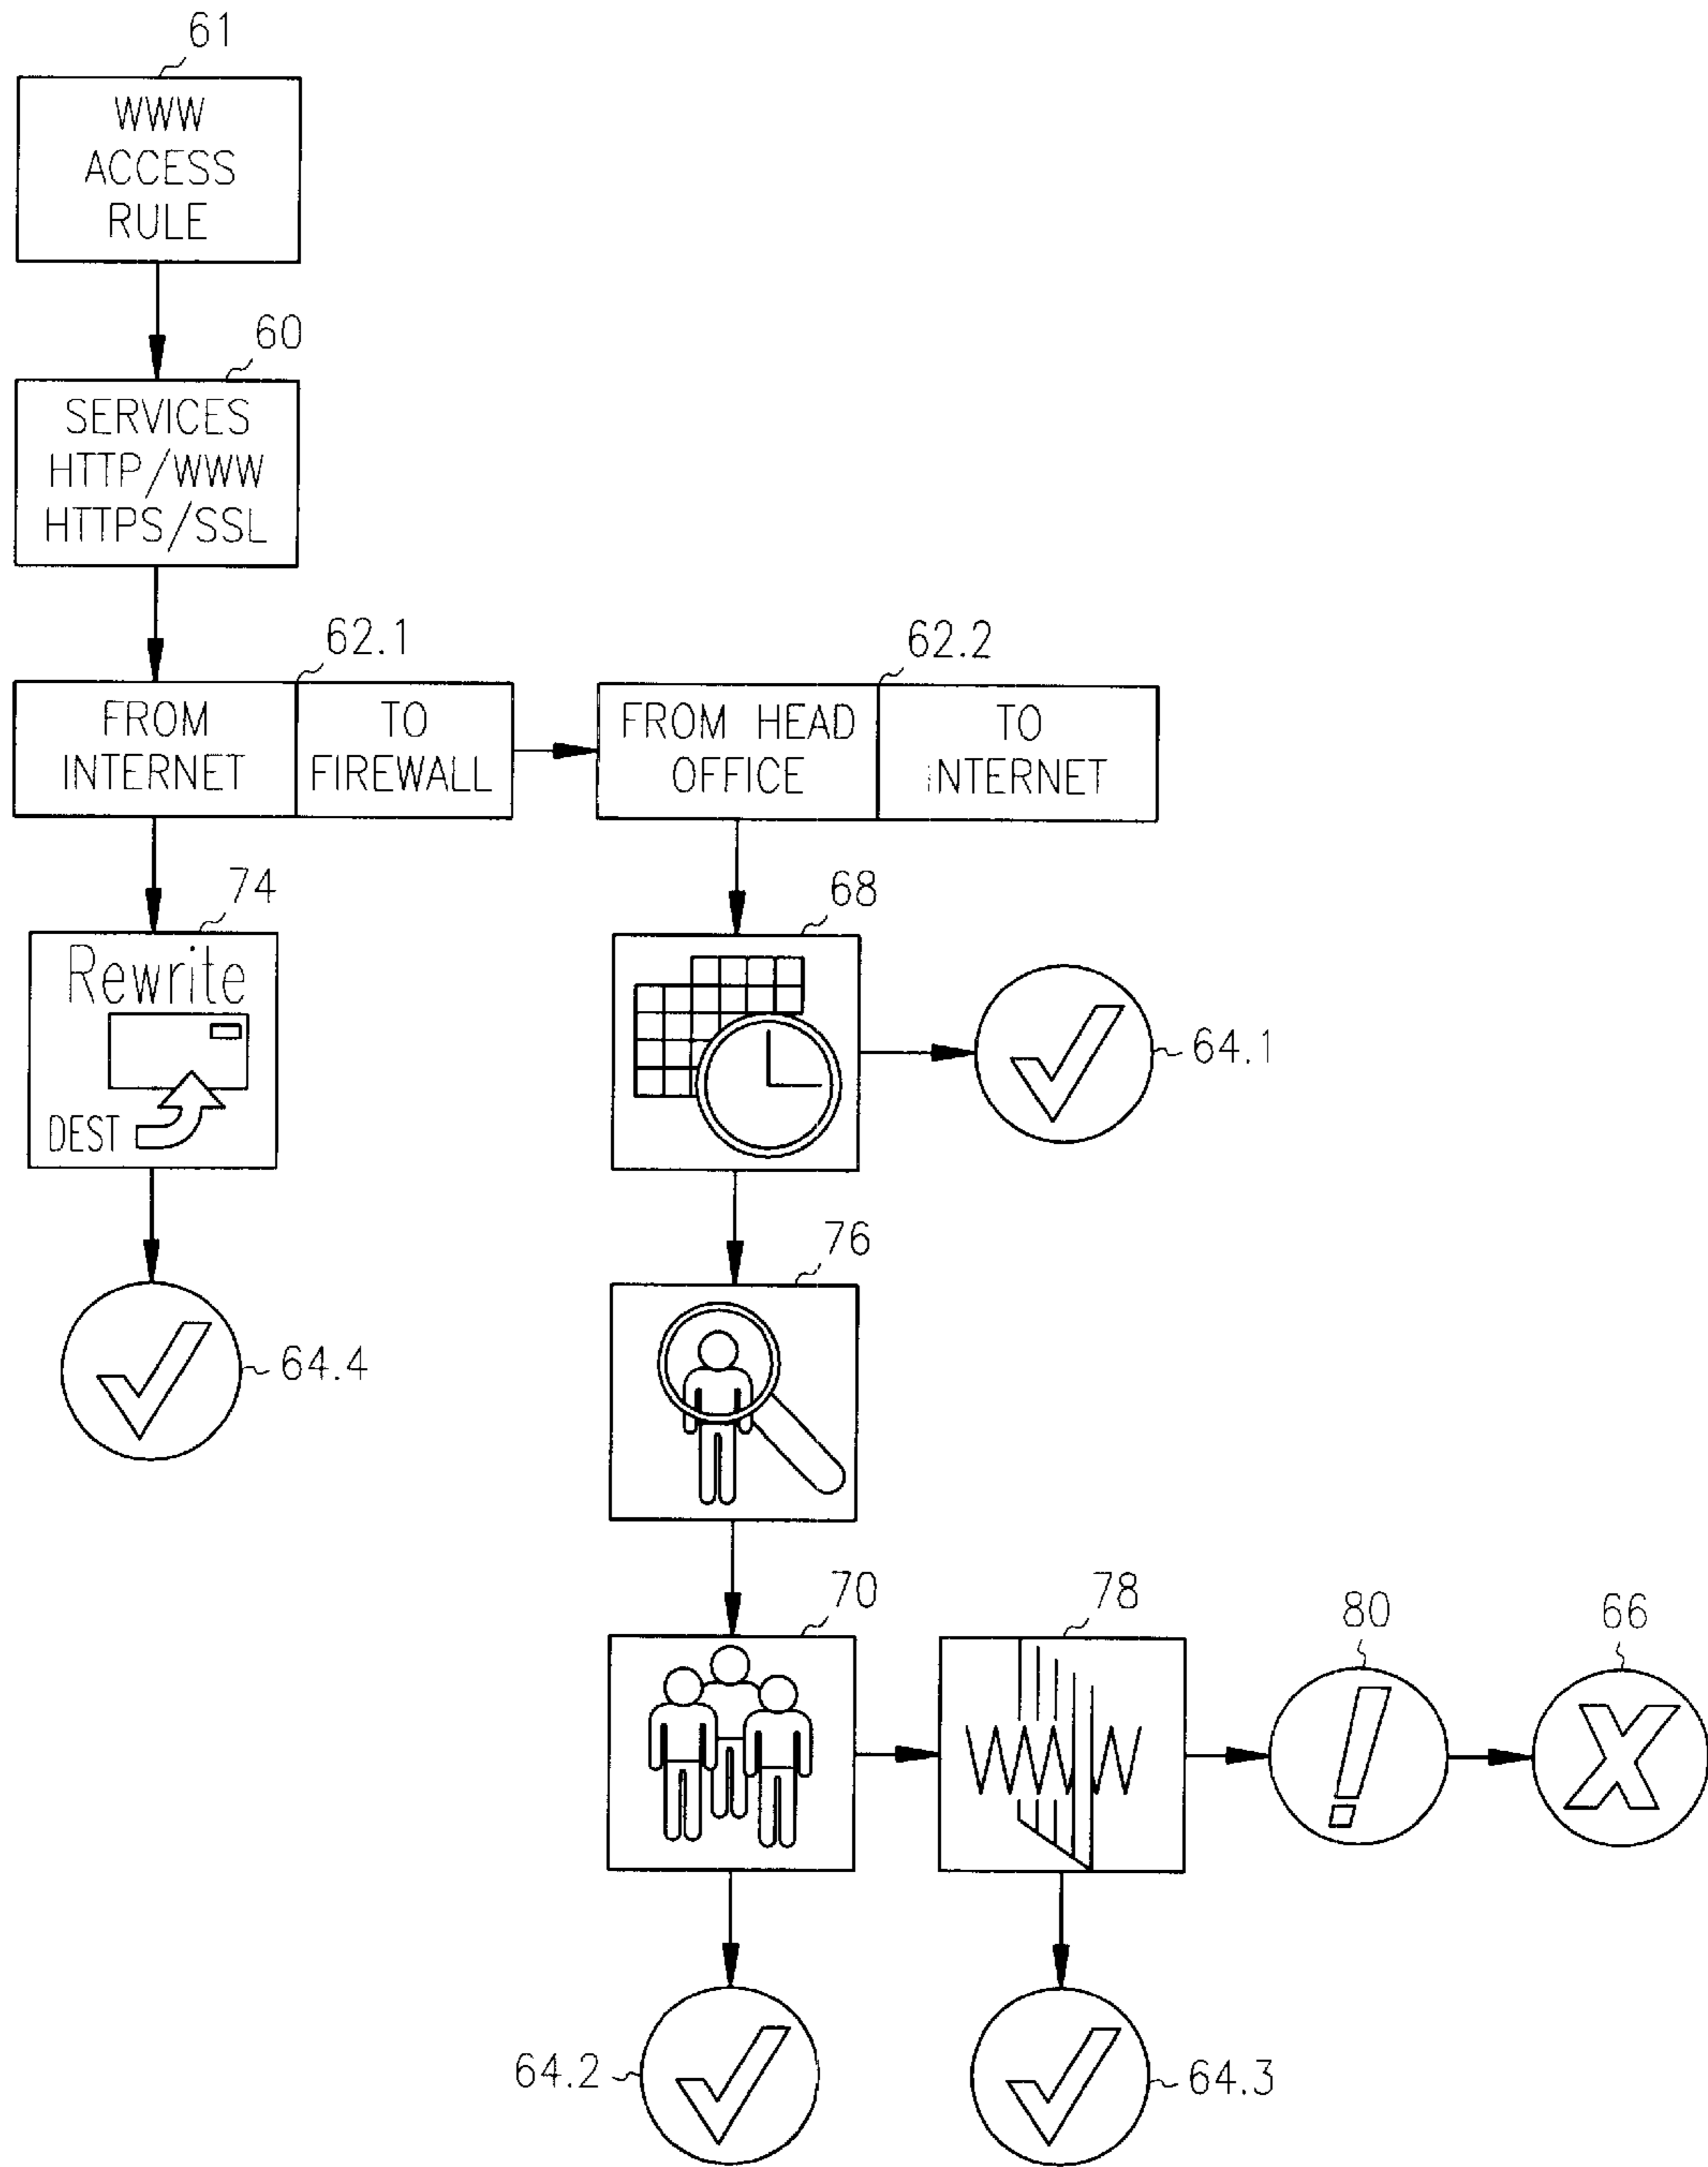 61
WWW
ACCESS
RULE
60
SERVICES
HTTP/WWW
HTTPS/SSL
62.1
62.2
FROM
INTERNET
TO
FIREWALL
FROM HEAD
OFFICE
TO
INTERNET
74
68
Rewrite
DEST
64.1
76
64.4
70
78
80
66
!
X
64.2
64.3